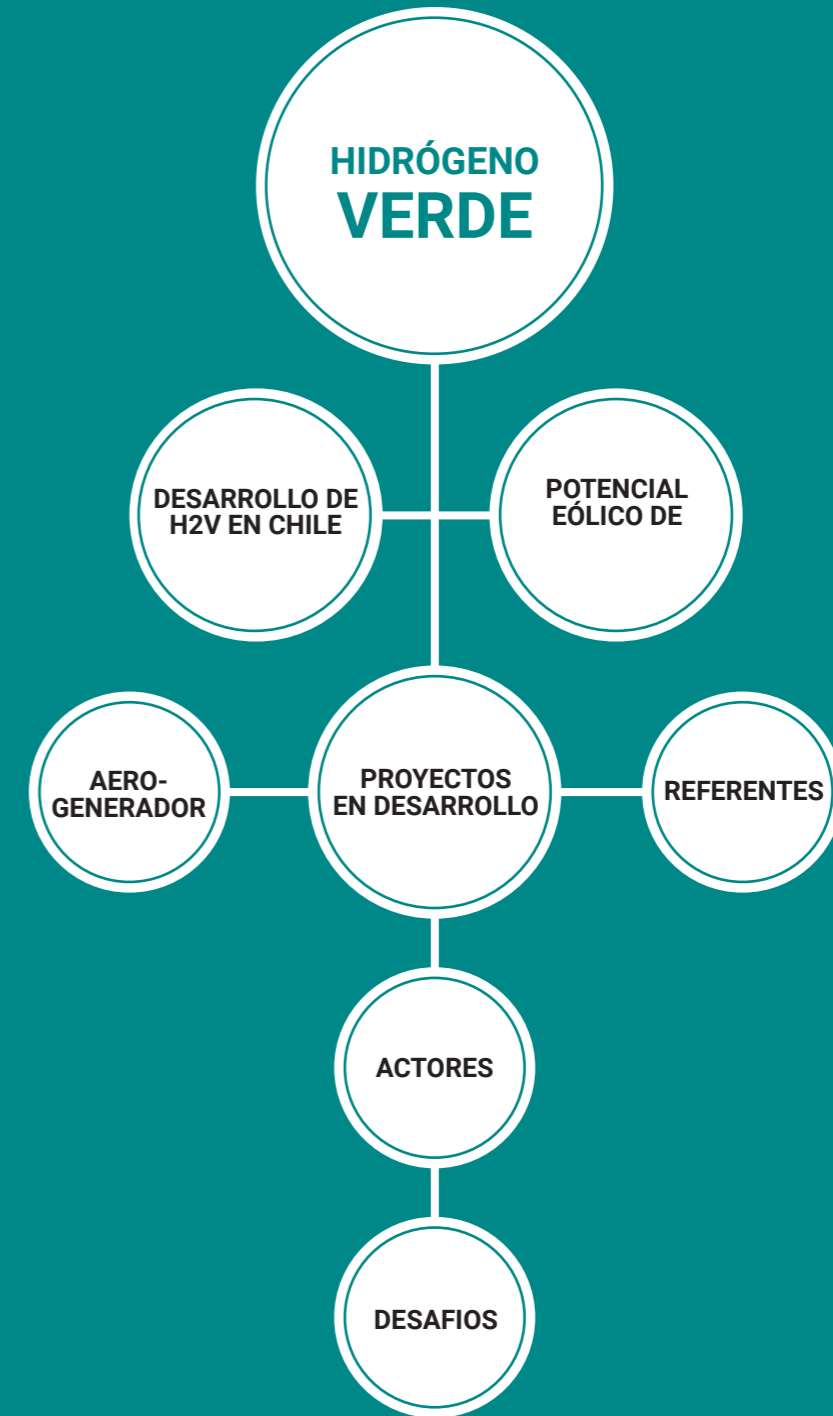 HIDRÓGENO
VERDE
DESARROLLO DE
H2V EN CHILE
POTENCIAL
EÓLICO DE
AERO-
GENERADOR
PROYECTOS
EN DESARROLLO
REFERENTES
ACTORES
DESAFIOS